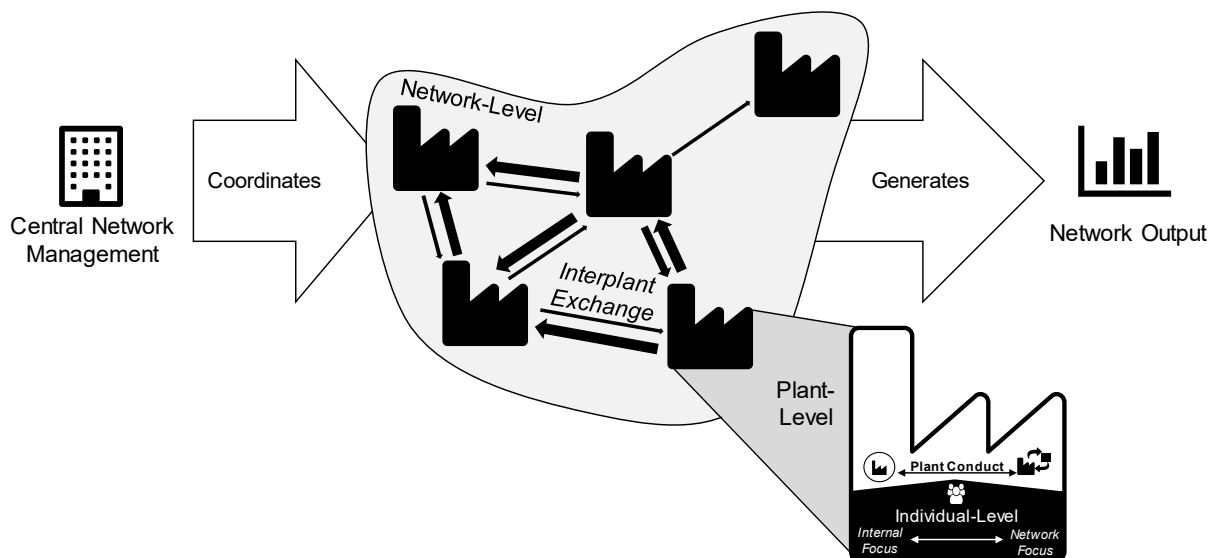 Network-Level
Coordinates
Generates
Central Network
Management
Network Output
Interplant
Exchange
Plant-
Level
Plant Conduct
Individual-Level
Internal
Focus
Network
Focus